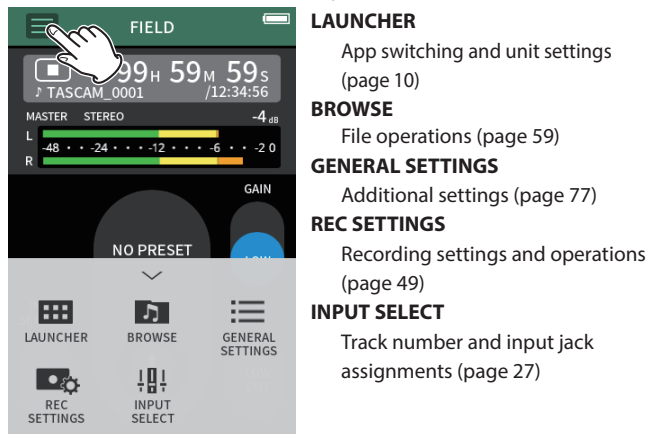 FIELD
99H 59M 59S
♪ TASCAM_0001 /12:34:56
MASTER STEREO -4 dB
L
-48 · · -24 · · · -12 · · · -6 · · -2 0
R
GAIN
NO PRESET
LAUNCHER
BROWSE
GENERAL
SETTINGS
REC
SETTINGS
INPUT
SELECT
LAUNCHER
App switching and unit settings
(page 10)
BROWSE
File operations (page 59)
GENERAL SETTINGS
Additional settings (page 77)
REC SETTINGS
Recording settings and operations
(page 49)
INPUT SELECT
Track number and input jack
assignments (page 27)